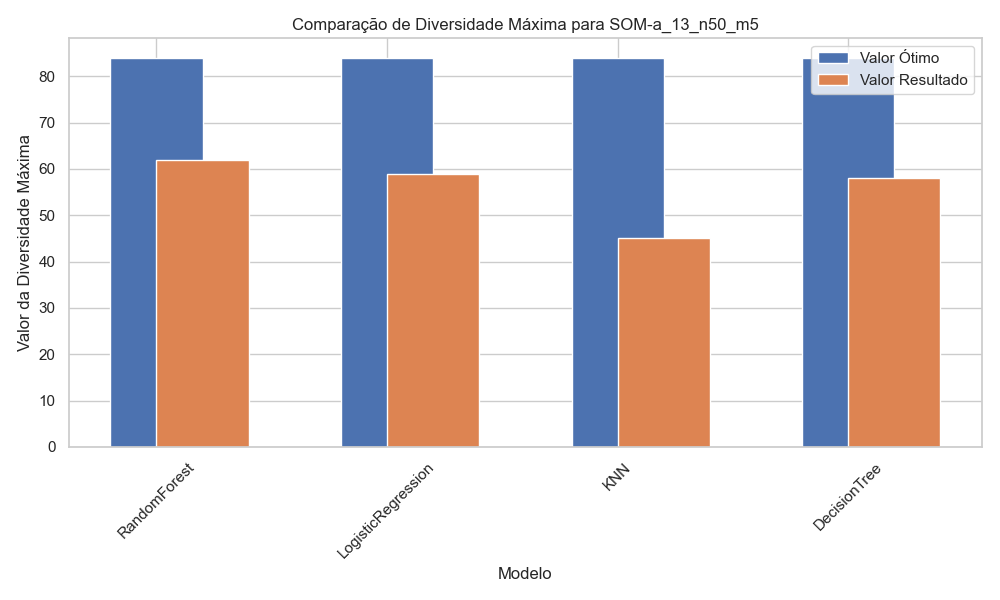 Comparação de Diversidade Máxima para SOM-a_13_n50_m5
Valor Ótimo
Valor Resultado
Valor da Diversidade Máxima
80
70
60
50
40
30
20
10
0
RandomForest
LogisticRegression
KNN
DecisionTree
Modelo